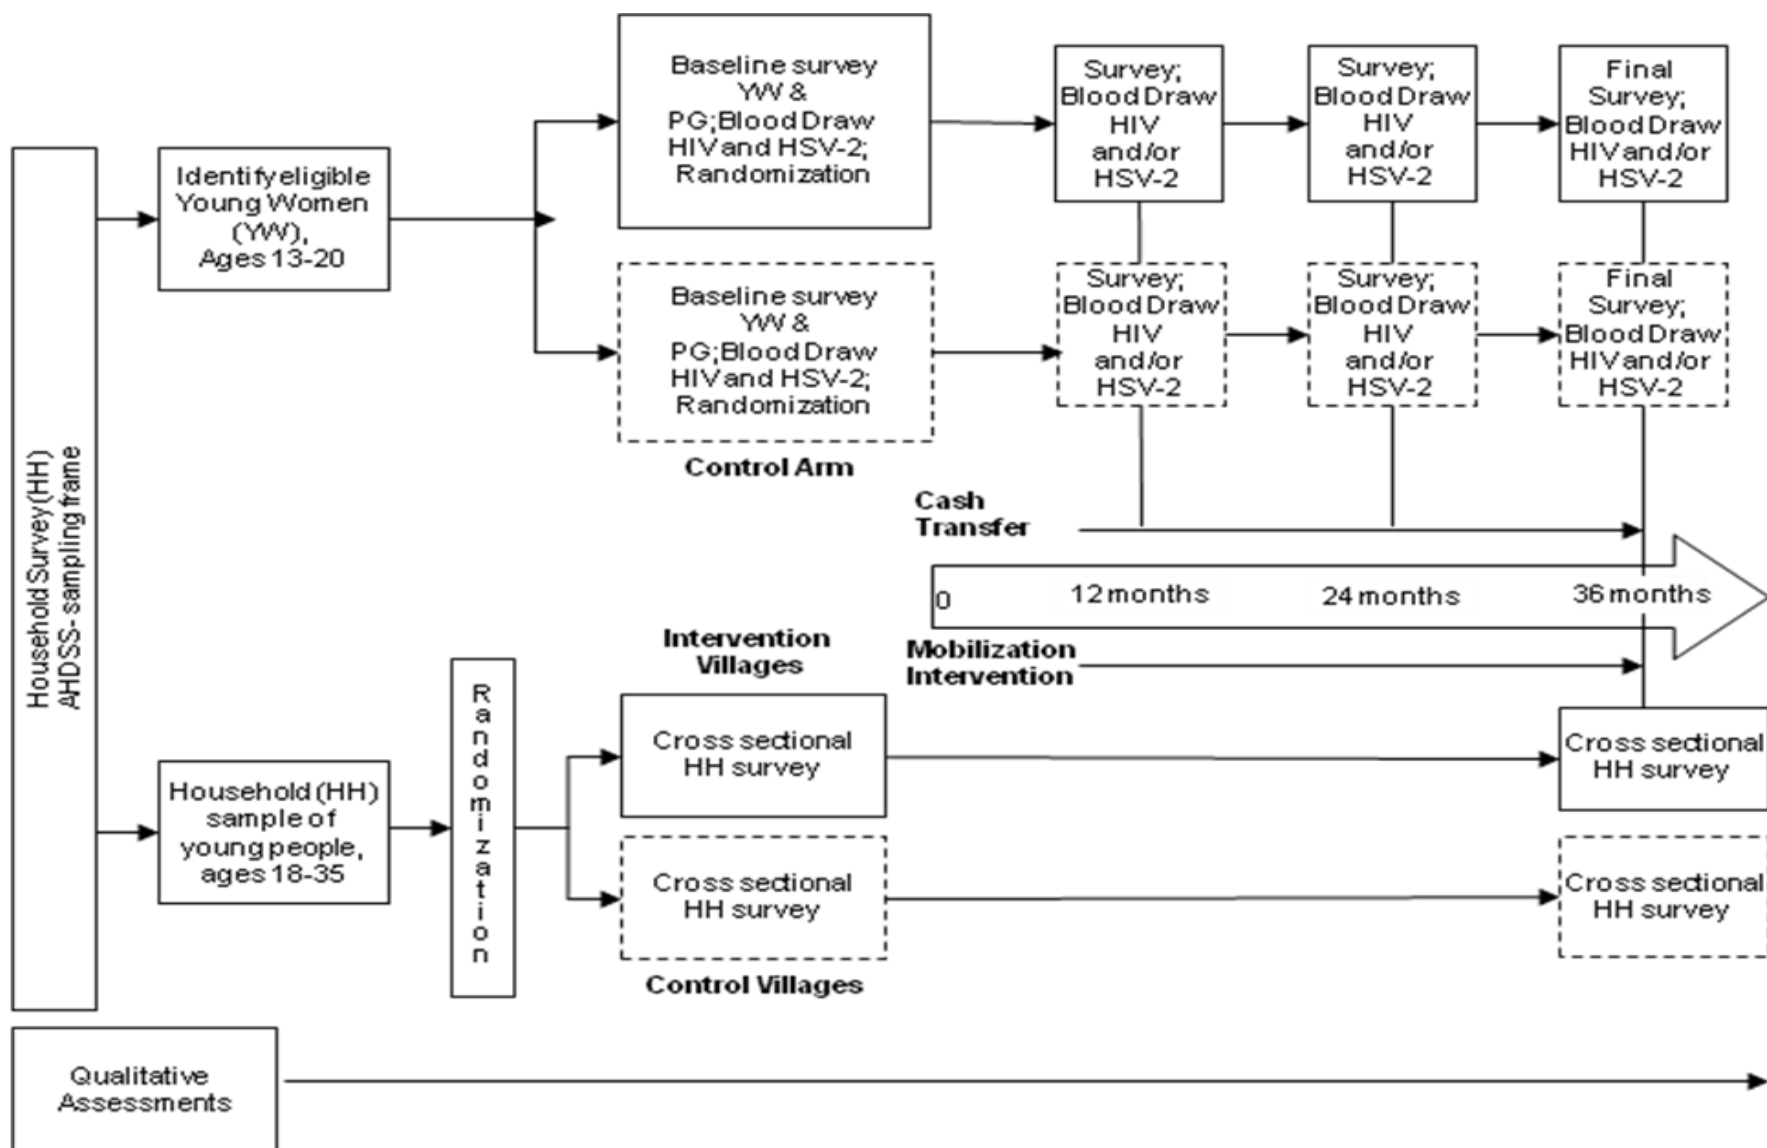 Household Survey(HH)
AHDSS- sampling frame
Identify eligible
Young Women
(YW),
Ages 13-20
Baseline survey
YW &
PG;Blood Draw
HIV and HSV-2;
Randomization
Survey;
Blood Draw
HIV
and/or
HSV-2
Survey;
Blood Draw
HIV
and/or
HSV-2
Final
Survey;
Blood Draw
HIV and/or
HSV-2
Baseline survey
YW &
PG;Blood Draw
HIV and HSV-2;
Randomization
Control Arm
Survey;
Blood Draw
HIV
and/or
HSV-2
Survey;
Blood Draw
HIV
and/or
HSV-2
Final
Survey;
Blood Draw
HIV and/or
HSV-2
Cash
Transfer
0
12 months
24 months
36 months
Mobilization
Intervention
Household (HH)
sample of
young people,
ages 18-35
Randomization
Intervention
Villages
Cross sectional
HH survey
Cross sectional
HH survey
Cross sectional
HH survey
Control Villages
Cross sectional
HH survey
Qualitative
Assessments